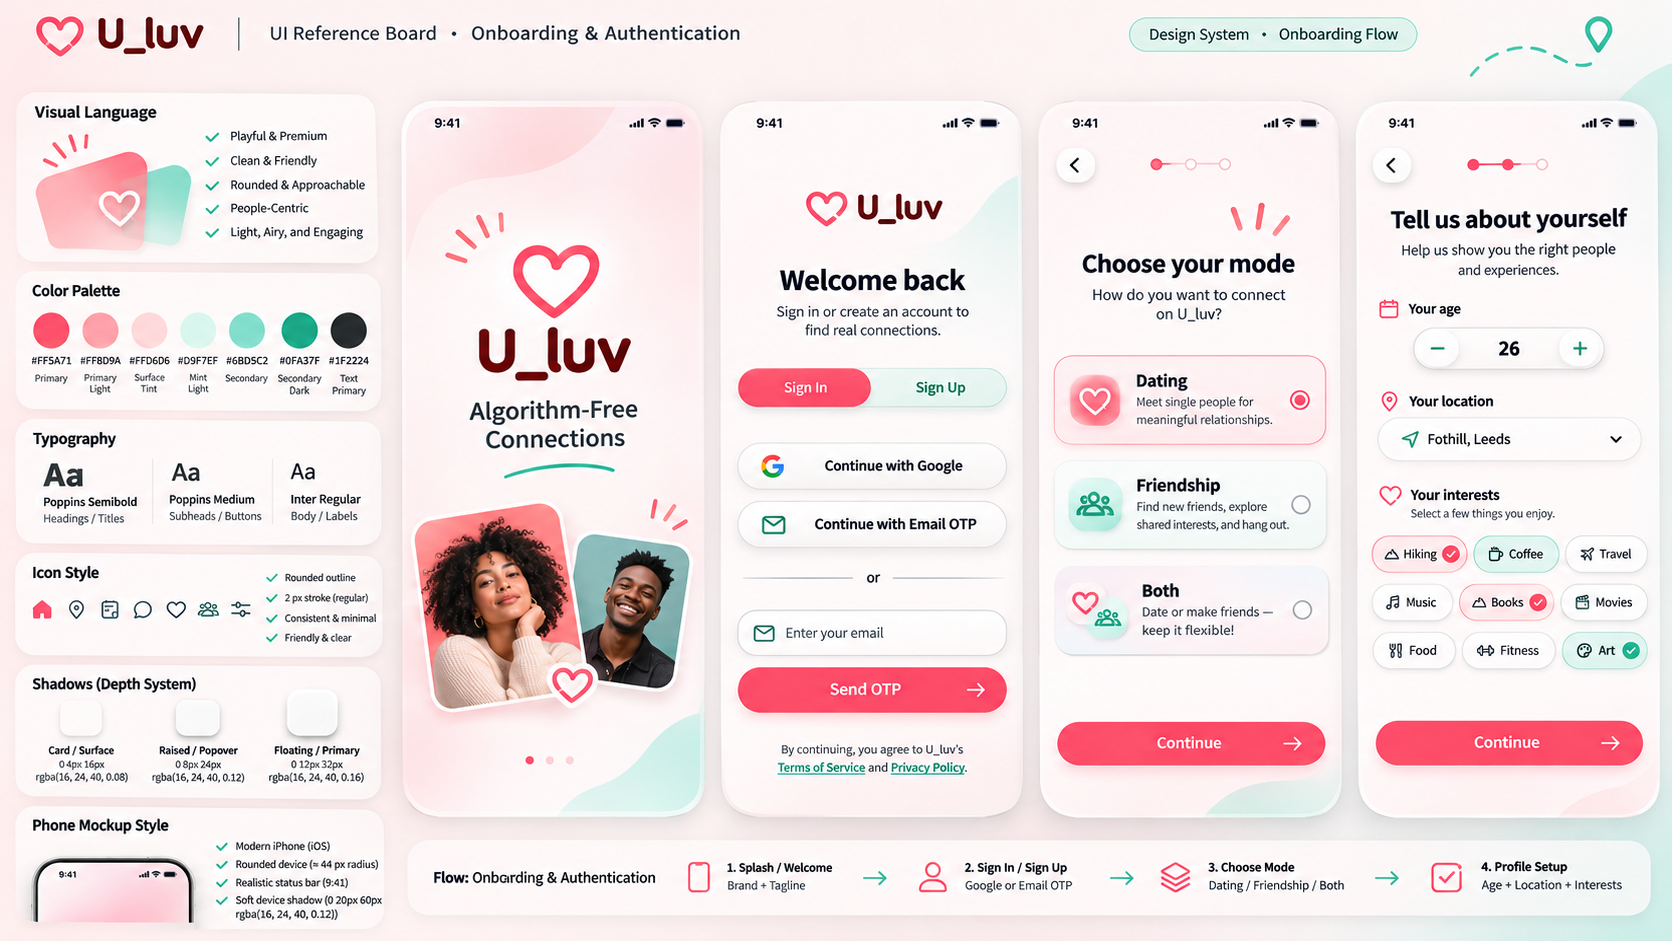 U_luv
UI Reference Board • Onboarding & Authentication
Design System • Onboarding Flow
Visual Language
Playful & Premium
Clean & Friendly
Rounded & Approachable
People-Centric
Light, Airy, and Engaging
Color Palette
#FF5A71 #FF8D9A #FFD6D6 #D9F7EF #6BD5C2 #0FA37F #1F2224
Primary Primary Light Surface Tint Mint Light Secondary Secondary Dark Text Primary
Typography
Aa Aa Aa
Poppins Semibold Poppins Medium Inter Regular
Headings / Titles Subheads / Buttons Body / Labels
Icon Style
Rounded outline
2 px stroke (regular)
Consistent & minimal
Friendly & clear
Shadows (Depth System)
Card / Surface Raised / Popover Floating / Primary
0 4px 16px 0 8px 24px 0 12px 32px
rgba(16, 24, 40, 0.08) rgba(16, 24, 40, 0.12) rgba(16, 24, 40, 0.16)
Phone Mockup Style
9:41
Modern iPhone (iOS)
Rounded device (≈ 44 px radius)
Realistic status bar (9:41)
Soft device shadow (0 20px 60px
rgba(16, 24, 40, 0.12))
9:41
U_luv
Algorithm-Free
Connections
9:41
U_luv
Welcome back
Sign in or create an account to
find real connections.
Sign In Sign Up
Continue with Google
Continue with Email OTP
or
Enter your email
Send OTP
By continuing, you agree to U_luv's
Terms of Service and Privacy Policy.
9:41
Choose your mode
How do you want to connect
on U_luv?
Dating
Meet single people for
meaningful relationships.
Friendship
Find new friends, explore
shared interests, and hang out.
Both
Date or make friends —
keep it flexible!
Continue
9:41
Tell us about yourself
Help us show you the right people
and experiences.
Your age
26
Your location
Fothill, Leeds
Your interests
Select a few things you enjoy.
Hiking Coffee Travel
Music Books Movies
Food Fitness Art
Continue
Flow: Onboarding & Authentication
1. Splash / Welcome
Brand + Tagline
2. Sign In / Sign Up
Google or Email OTP
3. Choose Mode
Dating / Friendship / Both
4. Profile Setup
Age + Location + Interests